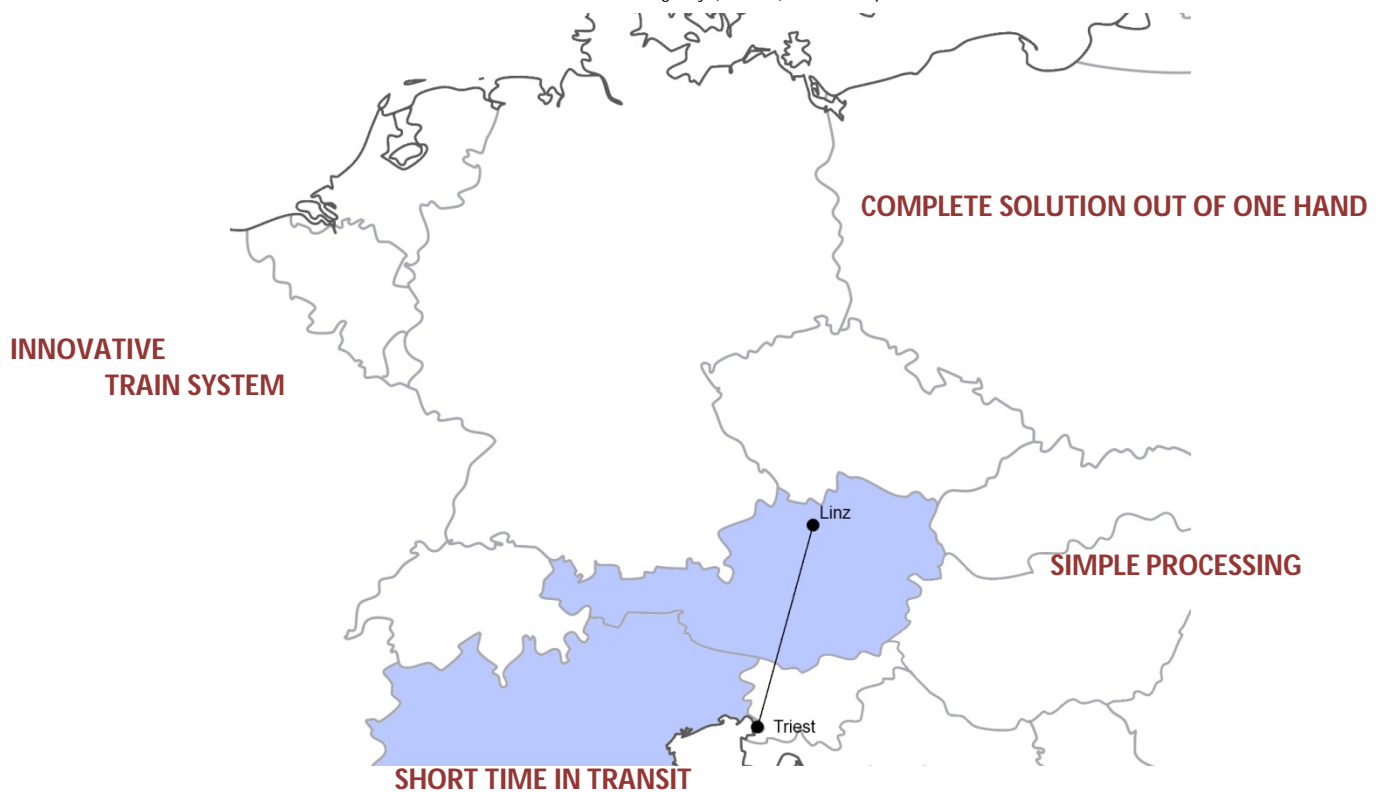 COMPLETE SOLUTION OUT OF ONE HAND
INNOVATIVE
TRAIN SYSTEM
Linz
SIMPLE PROCESSING
Triest
SHORT TIME IN TRANSIT